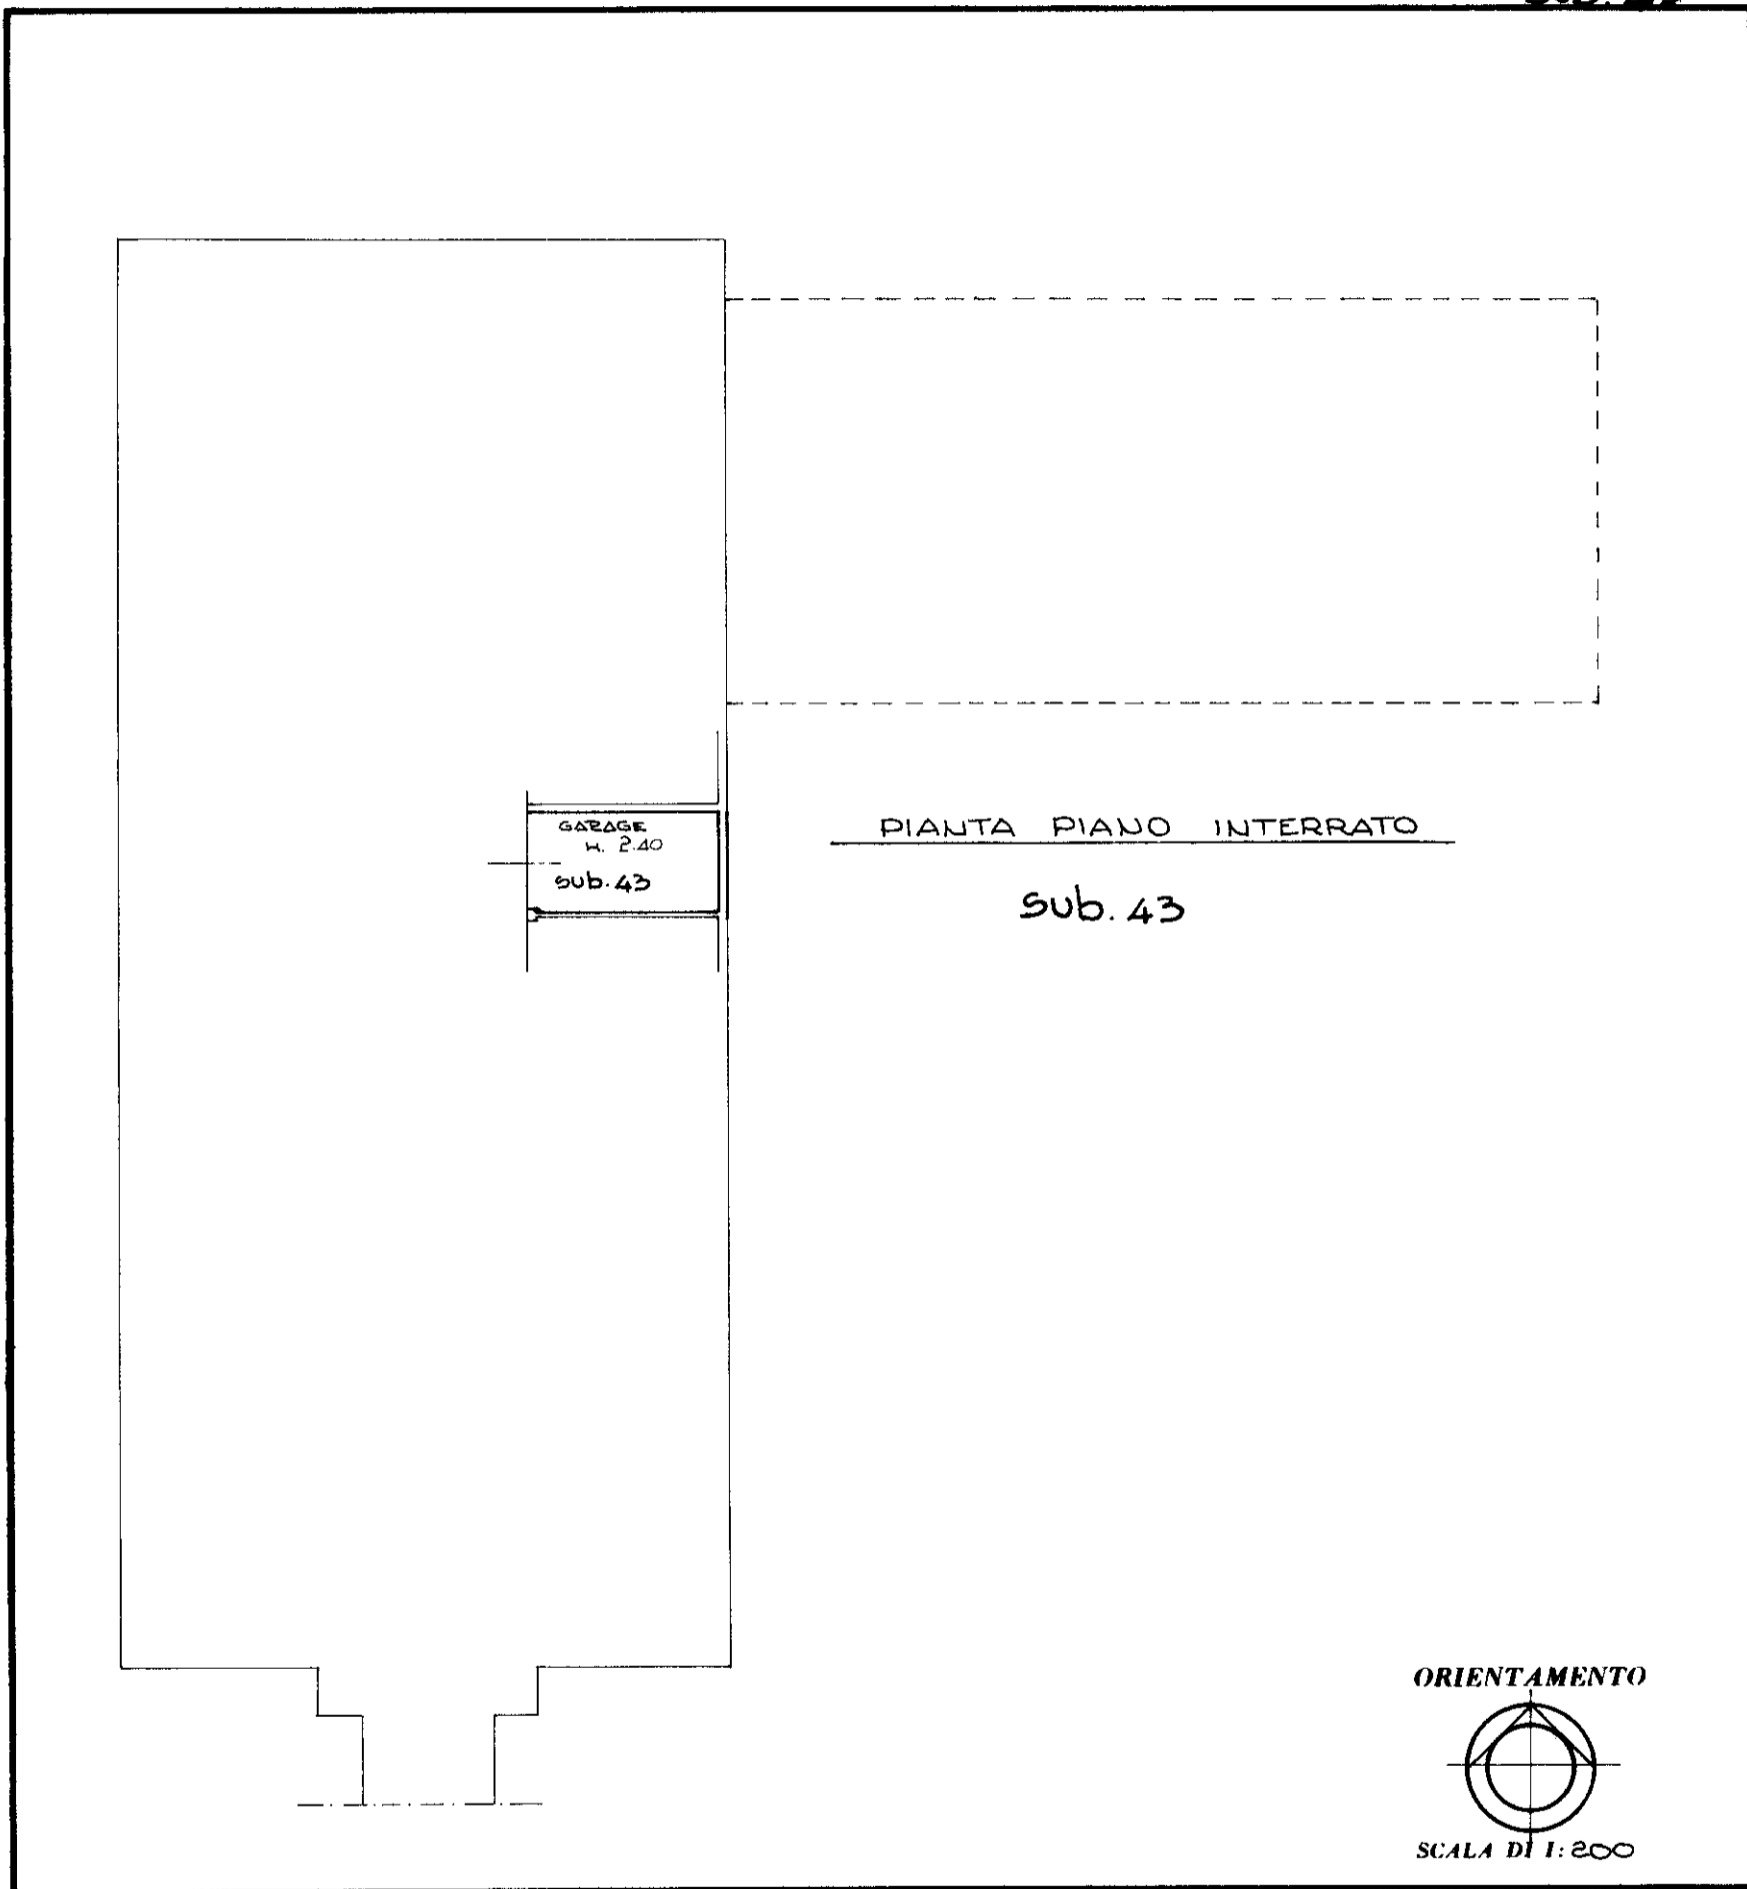 GARAGE
H. 2.40
sub. 43
PIANTA PIANO INTERRATO
sub. 43
ORIENTAMENTO
SCALA DI 1: 200